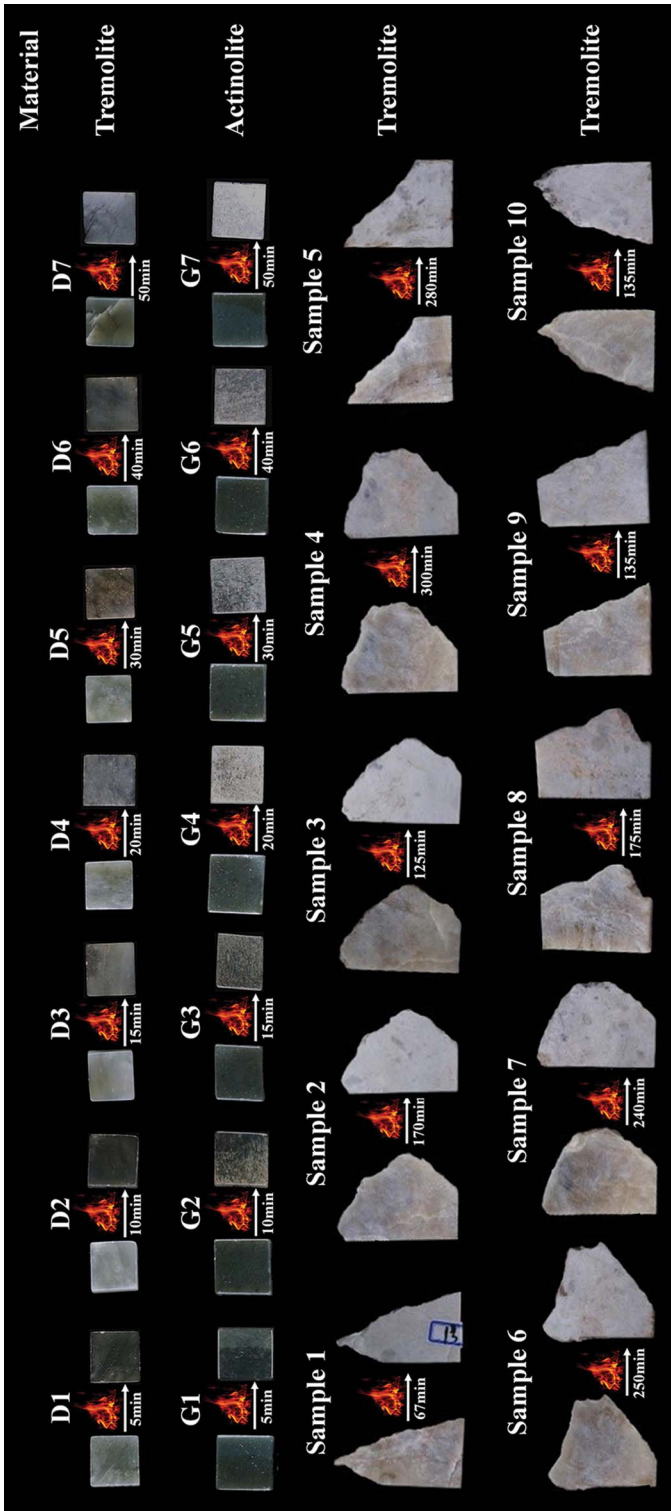 Material
D1 D2 D3 D4 D5 D6 D7
Tremolite
5min 10min 15min 20min 30min 40min 50min
G1 G2 G3 G4 G5 G6 G7
Actinolite
5min 10min 15min 20min 30min 40min 50min
Sample 1 Sample 2 Sample 3 Sample 4 Sample 5
Tremolite
67min 170min 125min 300min 280min
13
Sample 6 Sample 7 Sample 8 Sample 9 Sample 10
Tremolite
250min 240min 175min 135min 135min